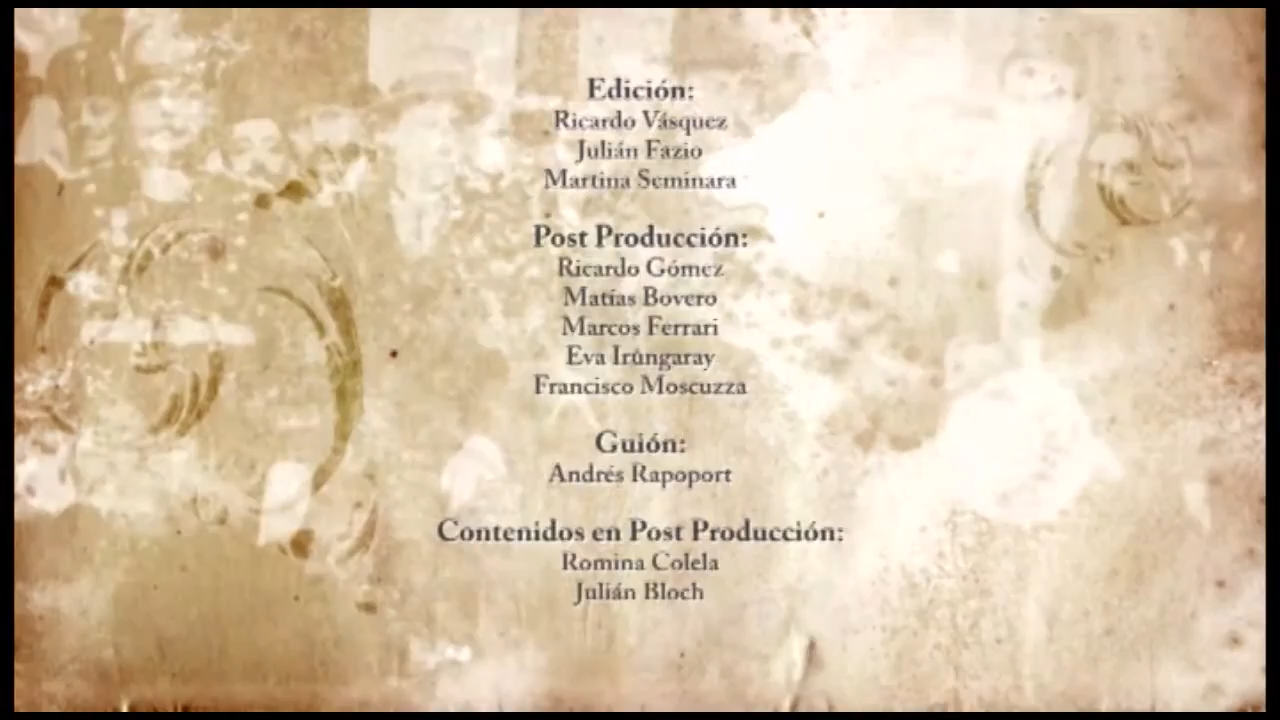 Edición:
Ricardo Vásquez
Julián Fazio
Martina Seminara
Post Producción:
Ricardo Gómez
Matías Bovero
Marcos Ferrari
Eva Irúngaray
Francisco Moscuzza
Guión:
Andrés Rapoport
Contenidos en Post Producción:
Romina Colela
Julián Bloch